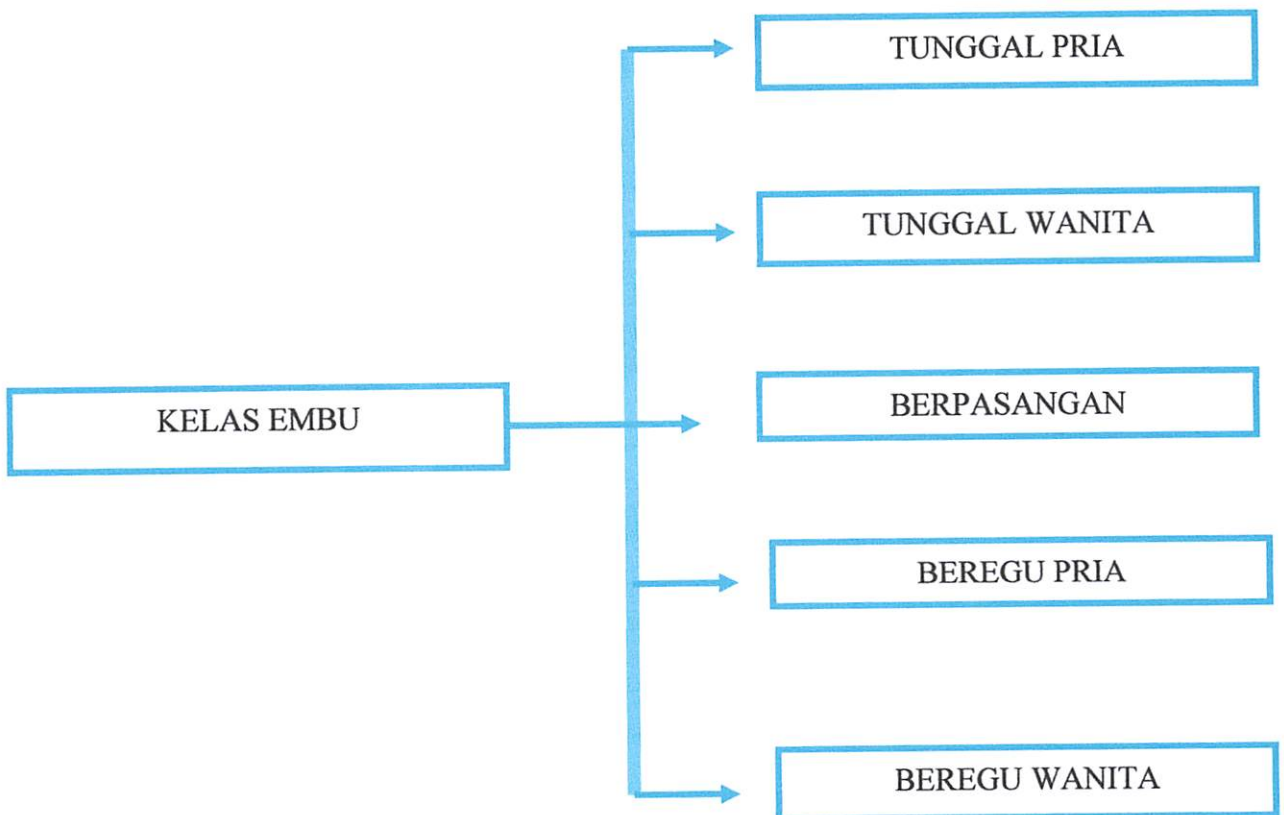 TUNGGAL PRIA
TUNGGAL WANITA
KELAS EMBU
BERPASANGAN
BEREGU PRIA
BEREGU WANITA